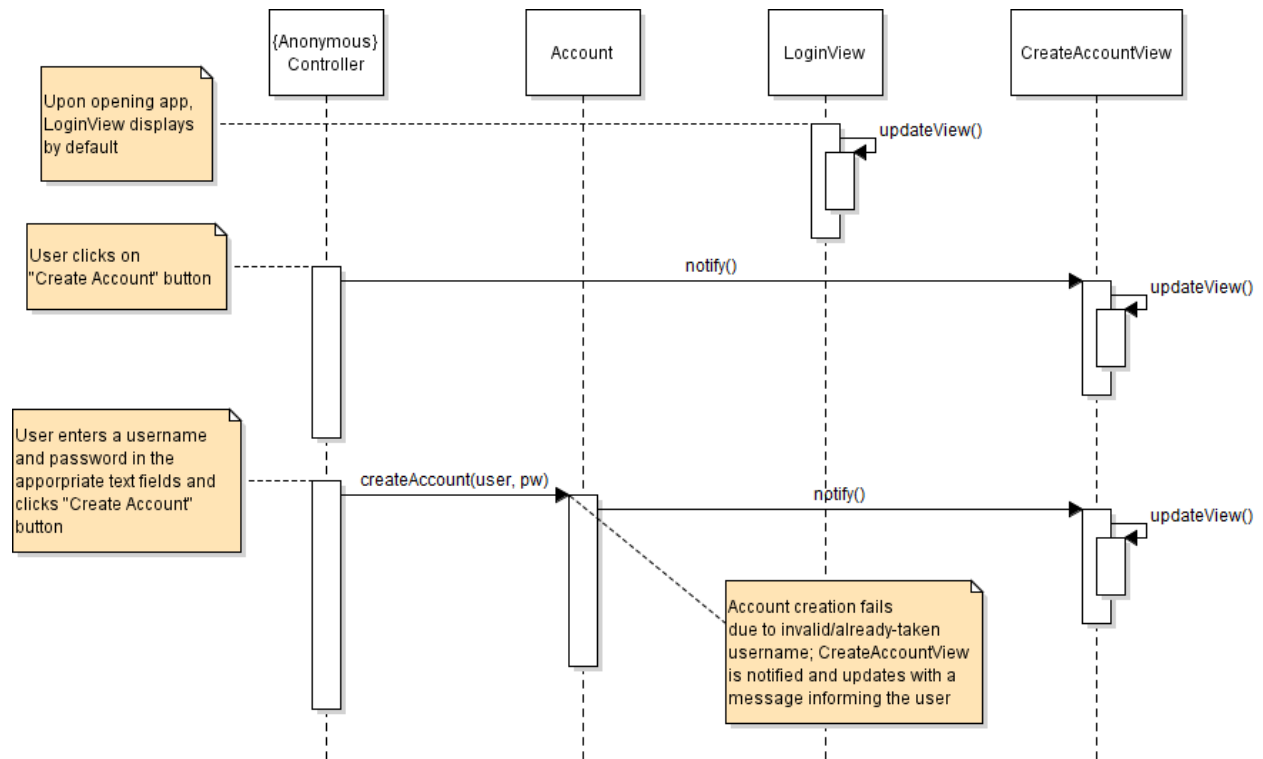 {Anonymous}
Controller
Account
LoginView
CreateAccountView
Upon opening app,
LoginView displays
by default
updateView()
User clicks on
"Create Account" button
notify()
updateView()
User enters a username
and password in the
apporpriate text fields and
clicks "Create Account"
button
createAccount(user, pw)
notify()
updateView()
Account creation fails
due to invalid/already-taken
username; CreateAccountView
is notified and updates with a
message informing the user